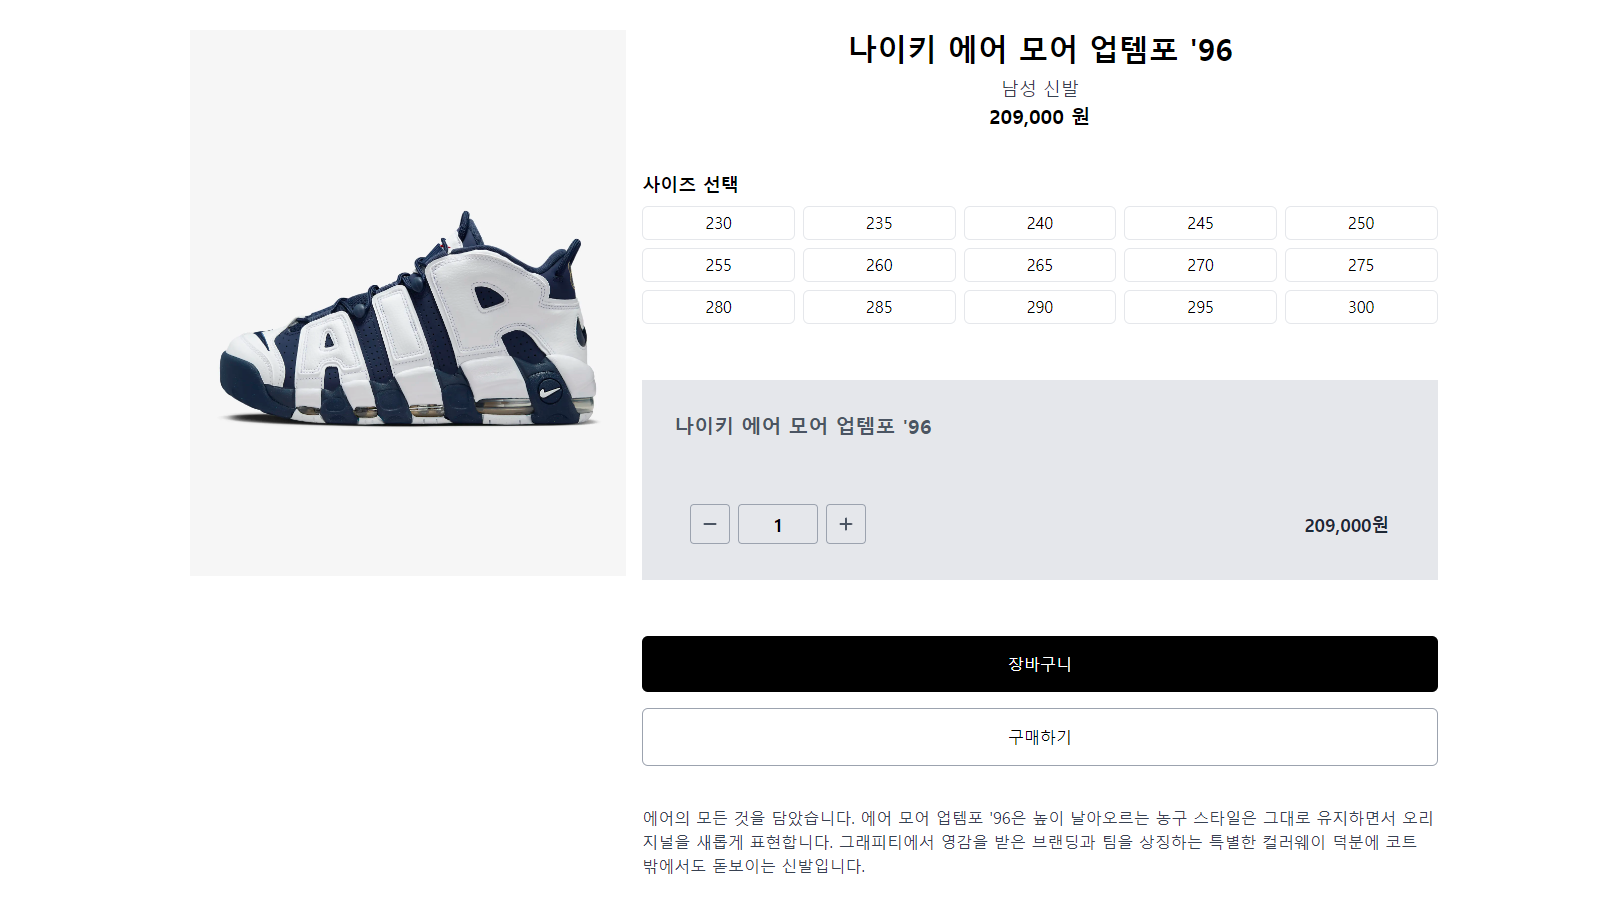 나이키 에어 모어 업템포 '96
남성 신발
209,000 원
사이즈 선택
230 235 240 245 250
255 260 265 270 275
280 285 290 295 300
나이키 에어 모어 업템포 '96
− 1 + 209,000원
장바구니
구매하기
에어의 모든 것을 담았습니다. 에어 모어 업템포 '96은 높이 날아오르는 농구 스타일은 그대로 유지하면서 오리
지널을 새롭게 표현합니다. 그래피티에서 영감을 받은 브랜딩과 팀을 상징하는 특별한 컬러웨이 덕분에 코트
밖에서도 돋보이는 신발입니다.
AIR